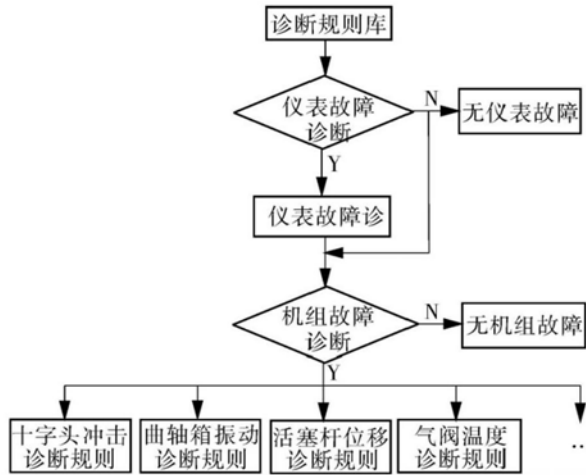 诊断规则库
仪表故障
诊断
N
无仪表故障
Y
仪表故障诊
机组故障
诊断
N
无机组故障
Y
十字头冲击
诊断规则
曲轴箱振动
诊断规则
活塞杆位移
诊断规则
气阀温度
诊断规则
..